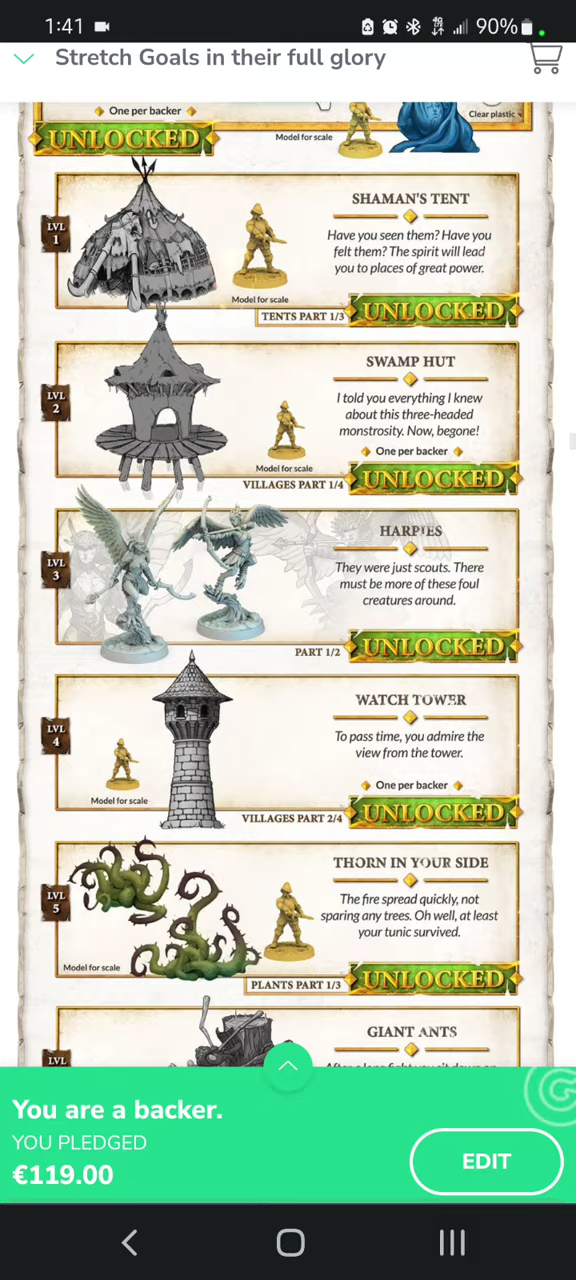 1:41
4G
90%
Stretch Goals in their full glory
One per backer
UNLOCKED
Model for scale
Clear plastic
LVL
1
SHAMAN'S TENT
Have you seen them? Have you
felt them? The spirit will lead
you to places of great power.
Model for scale
TENTS PART 1/3
UNLOCKED
LVL
2
SWAMP HUT
I told you everything I knew
about this three-headed
monstrosity. Now, begone!
One per backer
Model for scale
VILLAGES PART 1/4
UNLOCKED
LVL
3
HARPIES
They were just scouts. There
must be more of these foul
creatures around.
PART 1/2
UNLOCKED
LVL
4
WATCH TOWER
To pass time, you admire the
view from the tower.
One per backer
Model for scale
VILLAGES PART 2/4
UNLOCKED
LVL
5
THORN IN YOUR SIDE
The fire spread quickly, not
sparing any trees. Oh well, at least
your tunic survived.
Model for scale
PLANTS PART 1/3
UNLOCKED
LVL
GIANT ANTS
You are a backer.
YOU PLEDGED
€119.00
EDIT